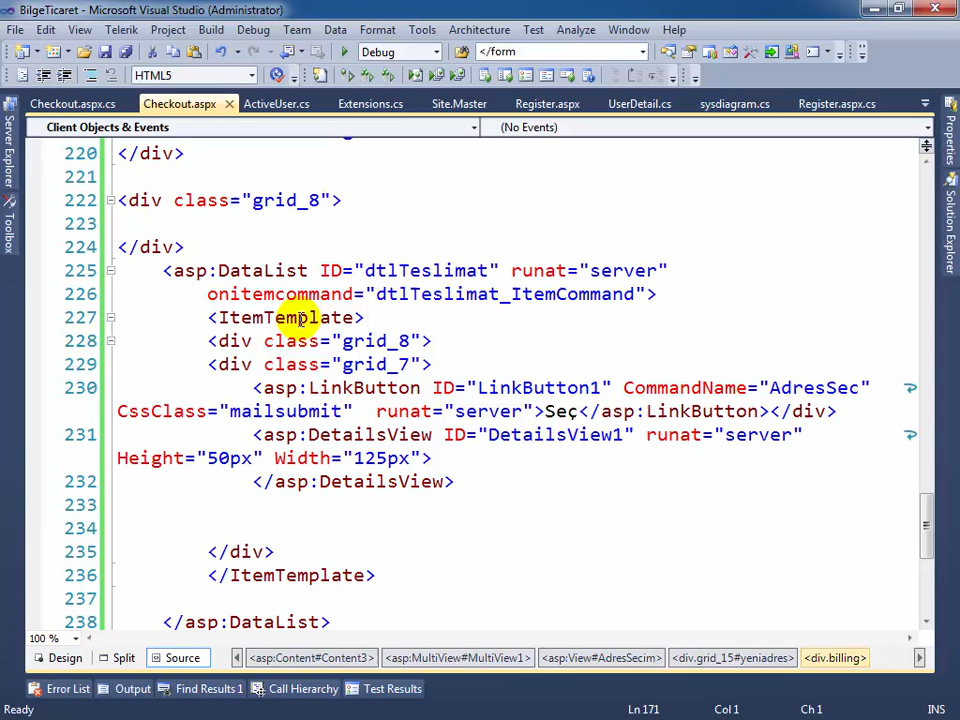 BilgeTicaret - Microsoft Visual Studio (Administrator)
File Edit View Telerik Project Build Debug Team Data Format Tools Architecture Test Analyze Window Help
Debug </form
HTML5
Checkout.aspx.cs Checkout.aspx ActiveUser.cs Extensions.cs Site.Master Register.aspx UserDetail.cs sysdiagram.cs Register.aspx.cs
Client Objects & Events (No Events)
Server Explorer
Toolbox
Properties
Solution Explorer
220 </div>
221
222 <div class="grid_8">
223
224 </div>
225 <asp:DataList ID="dtlTeslimat" runat="server"
226 onitemcommand="dtlTeslimat_ItemCommand">
227 <ItemTemplate>
228 <div class="grid_8">
229 <div class="grid_7">
230 <asp:LinkButton ID="LinkButton1" CommandName="AdresSec"
CssClass="mailsubmit" runat="server">Seç</asp:LinkButton></div>
231 <asp:DetailsView ID="DetailsView1" runat="server"
Height="50px" Width="125px">
232 </asp:DetailsView>
233
234
235 </div>
236 </ItemTemplate>
237
238 </asp:DataList>
100 %
Design Split Source <asp:Content#Content3> <asp:MultiView#MultiView1> <asp:View#AdresSecim> <div.grid_15#yeniadres> <div.billing>
Error List Output Find Results 1 Call Hierarchy Test Results
Ready Ln 171 Col 1 Ch 1 INS